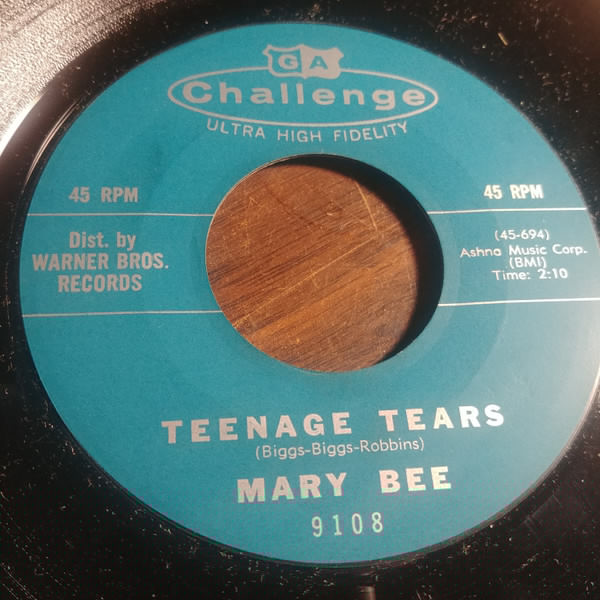 GA
Challenge
ULTRA HIGH FIDELITY
45 RPM
45 RPM
Dist. by
WARNER BROS.
RECORDS
(45-694)
Ashna Music Corp.
(BMI)
Time: 2:10
TEENAGE TEARS
(Biggs-Biggs-Robbins)
MARY BEE
9108